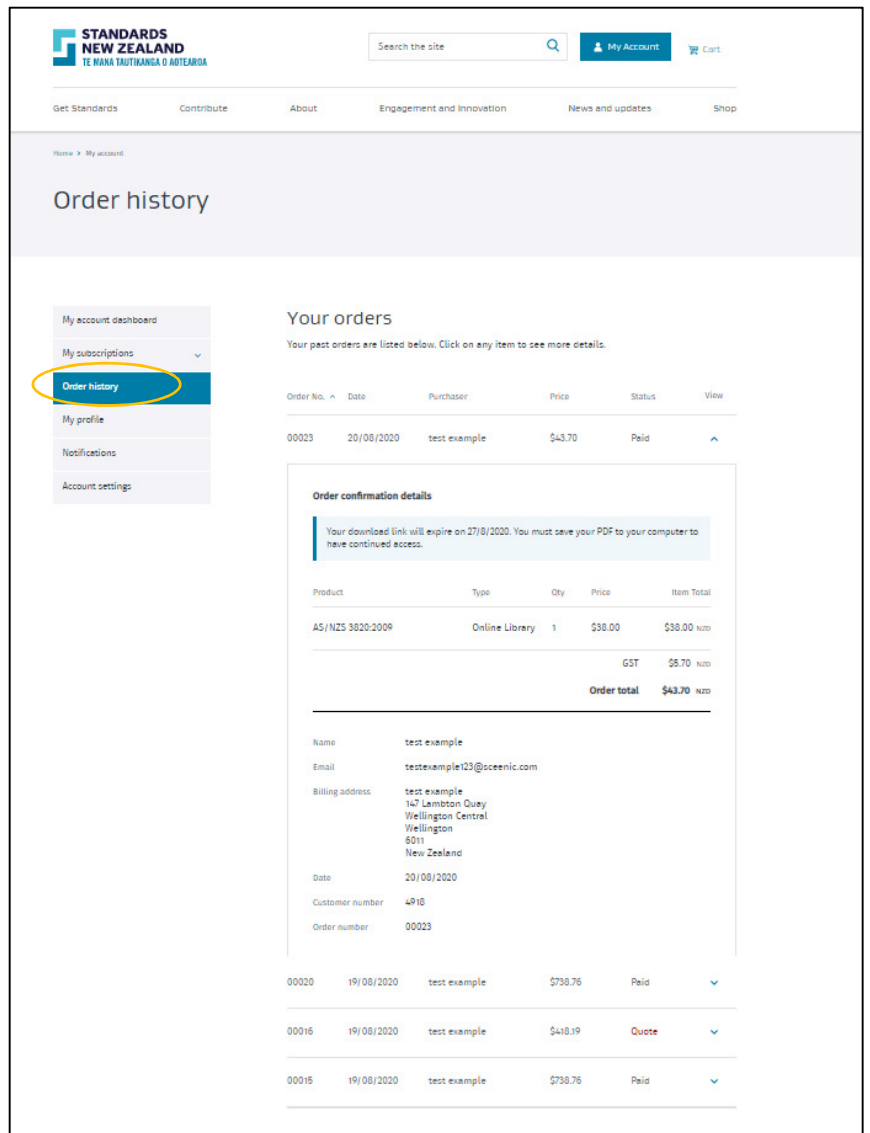 STANDARDS
NEW ZEALAND
TE MANA TAUTIKANGA O AOTEAROA
Search the site
My Account
Cart
Get Standards Contribute About Engagement and Innovation News and updates Shop
Home > My account
Order history
My account dashboard
My subscriptions
Order history
My profile
Notifications
Account settings
Your orders
Your past orders are listed below. Click on any item to see more details.
Order No. Date Purchaser Price Status View
00023 20/08/2020 test example $43.70 Paid
Order confirmation details
Your download link will expire on 27/8/2020. You must save your PDF to your computer to
have continued access.
Product Type Qty Price Item Total
AS/NZS 3820:2009 Online Library 1 $38.00 $38.00 NZD
GST $5.70 NZD
Order total $43.70 NZD
Name test example
Email testexample123@sceenic.com
Billing address test example
147 Lambton Quay
Wellington Central
Wellington
6011
New Zealand
Date 20/08/2020
Customer number 4918
Order number 00023
00020 19/08/2020 test example $738.76 Paid
00016 19/08/2020 test example $418.19 Quote
00015 19/08/2020 test example $738.76 Paid